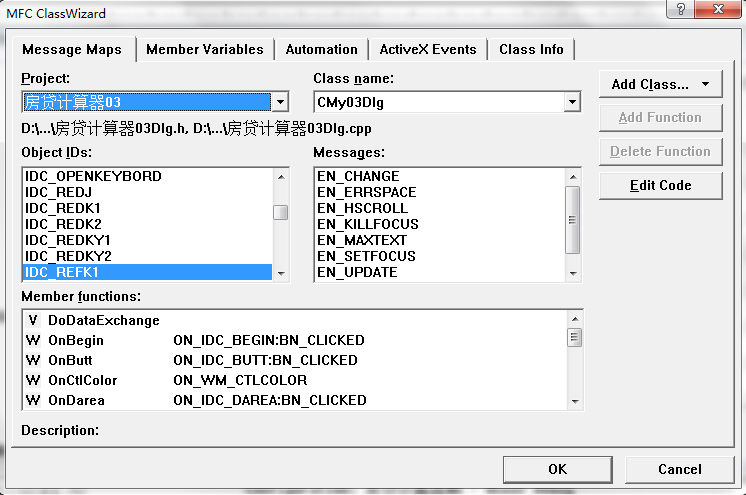 MFC ClassWizard
Message Maps Member Variables Automation ActiveX Events Class Info
Project: Class name:
房贷计算器03 CMy03Dlg Add Class...
Add Function
D:\...\房贷计算器03Dlg.h, D:\...\房贷计算器03Dlg.cpp
Object IDs: Messages: Delete Function
IDC_OPENKEYBORD EN_CHANGE
IDC_REDJ EN_ERRSPACE Edit Code
IDC_REDK1 EN_HSCROLL
IDC_REDK2 EN_KILLFOCUS
IDC_REDKY1 EN_MAXTEXT
IDC_REDKY2 EN_SETFOCUS
IDC_REFK1 EN_UPDATE
Member functions:
V DoDataExchange
W OnBegin ON_IDC_BEGIN:BN_CLICKED
W OnButt ON_IDC_BUTT:BN_CLICKED
W OnCtlColor ON_WM_CTLCOLOR
W OnDarea ON_IDC_DAREA:BN_CLICKED
Description:
OK Cancel